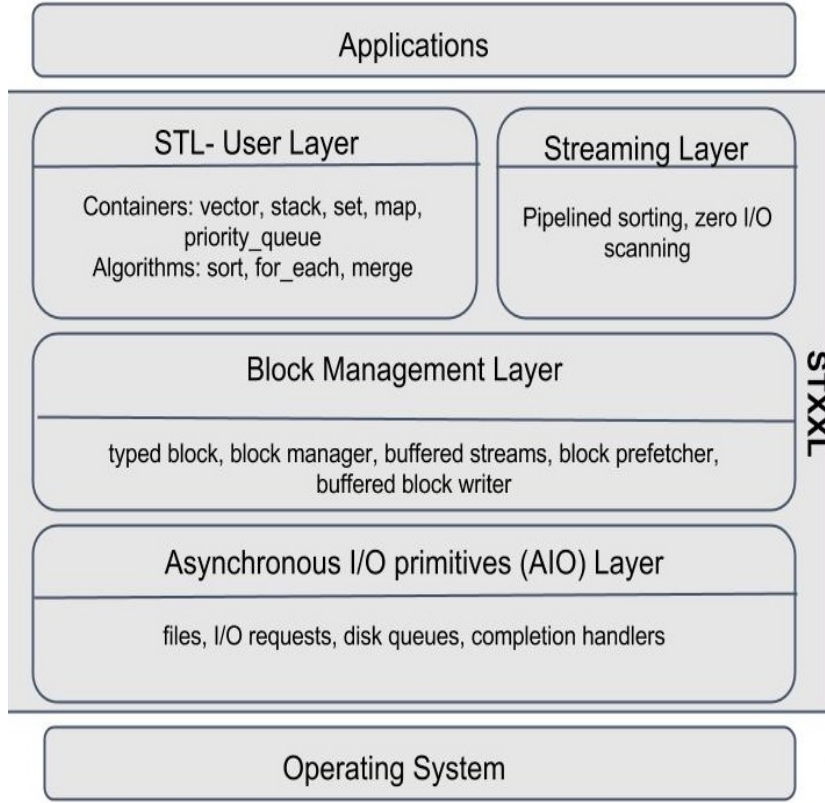 Applications
STL- User Layer
Containers: vector, stack, set, map,
priority_queue
Algorithms: sort, for_each, merge
Streaming Layer
Pipelined sorting, zero I/O
scanning
Block Management Layer
typed block, block manager, buffered streams, block prefetcher,
buffered block writer
STXXL
Asynchronous I/O primitives (AIO) Layer
files, I/O requests, disk queues, completion handlers
Operating System